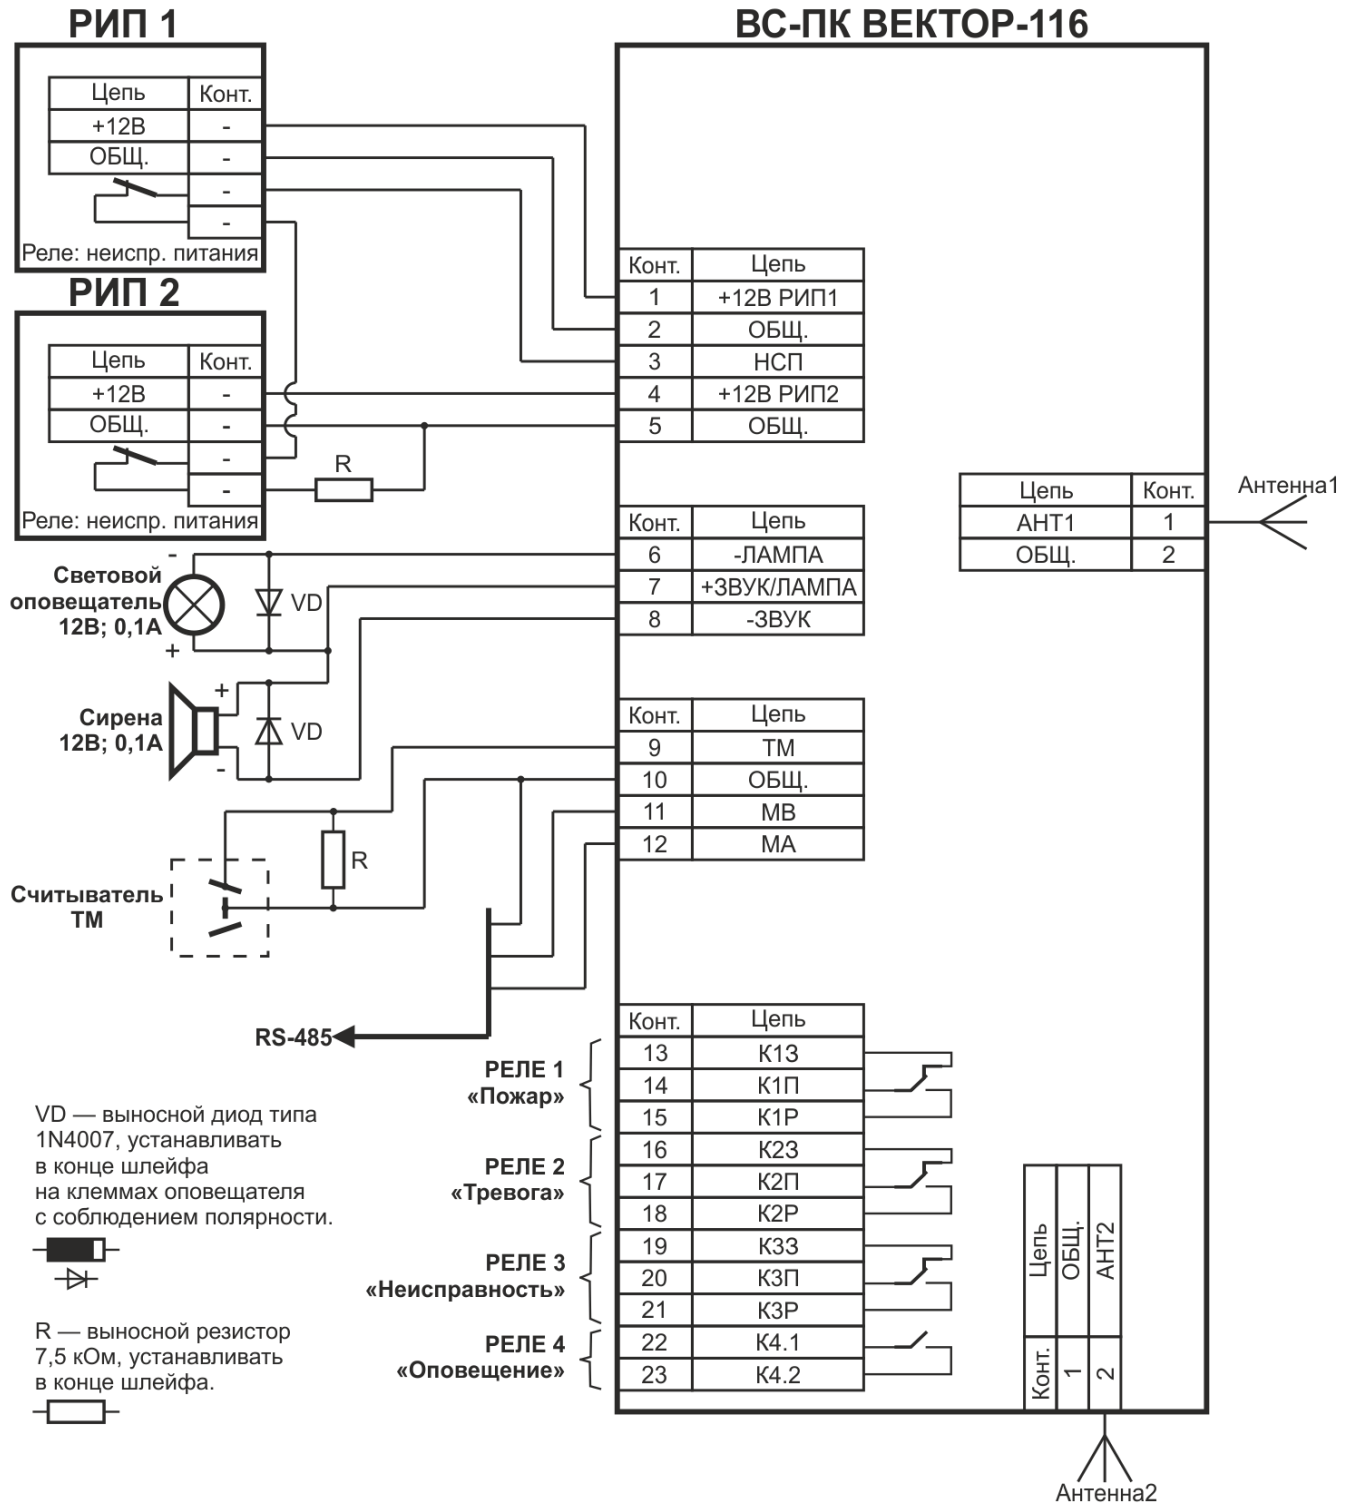 РИП 1
Цепь Конт.
+12В -
ОБЩ. -
-
-
Реле: неиспр. питания
РИП 2
Цепь Конт.
+12В -
ОБЩ. -
-
-
R
Реле: неиспр. питания
ВС-ПК ВЕКТОР-116
Конт. Цепь
1 +12В РИП1
2 ОБЩ.
3 НСП
4 +12В РИП2
5 ОБЩ.
Конт. Цепь
6 -ЛАМПА
7 +ЗВУК/ЛАМПА
8 -ЗВУК
Цепь Конт.
АНТ1 1
ОБЩ. 2
Антенна1
-
Световой
оповещатель
12В; 0,1А
+
VD
+
Сирена
12В; 0,1А
-
VD
Конт. Цепь
9 ТМ
10 ОБЩ.
11 МВ
12 МА
R
Считыватель
ТМ
RS-485
Конт. Цепь
13 К1З
14 К1П
15 К1Р
16 К2З
17 К2П
18 К2Р
19 К3З
20 К3П
21 К3Р
22 К4.1
23 К4.2
РЕЛЕ 1
«Пожар»
РЕЛЕ 2
«Тревога»
РЕЛЕ 3
«Неисправность»
РЕЛЕ 4
«Оповещение»
VD — выносной диод типа
1N4007, устанавливать
в конце шлейфа
на клеммах оповещателя
с соблюдением полярности.
R — выносной резистор
7,5 кОм, устанавливать
в конце шлейфа.
Цепь ОБЩ. АНТ2
Конт. 1 2
Антенна2